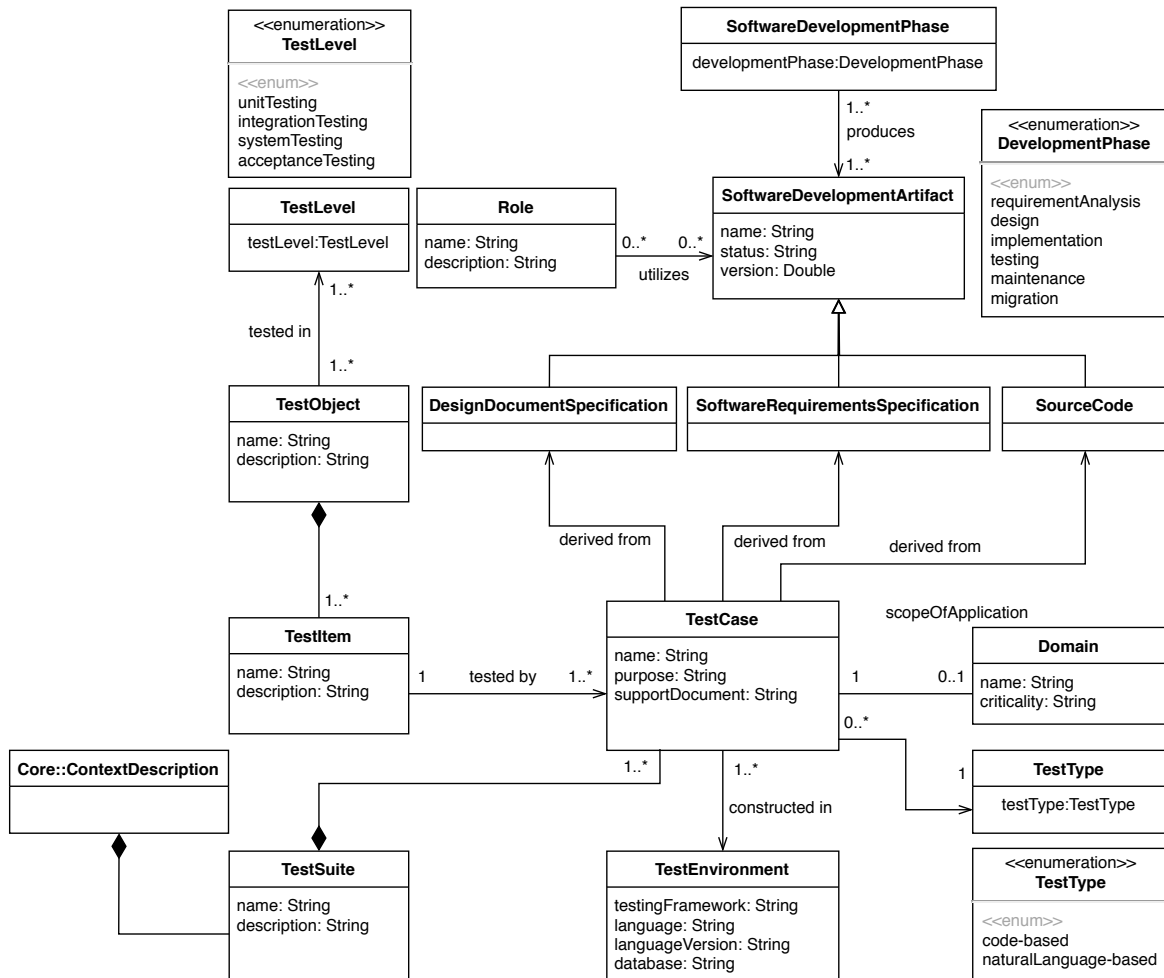 <<enumeration>>
TestLevel
<<enum>>
unitTesting
integrationTesting
systemTesting
acceptanceTesting
SoftwareDevelopmentPhase
developmentPhase:DevelopmentPhase
1..*
produces
1..*
<<enumeration>>
DevelopmentPhase
<<enum>>
requirementAnalysis
design
implementation
testing
maintenance
migration
TestLevel
testLevel:TestLevel
Role
name: String
description: String
0..*
0..*
utilizes
SoftwareDevelopmentArtifact
name: String
status: String
version: Double
1..*
tested in
1..*
TestObject
name: String
description: String
DesignDocumentSpecification
SoftwareRequirementsSpecification
SourceCode
derived from
derived from
derived from
1..*
TestItem
name: String
description: String
1
tested by
1..*
TestCase
name: String
purpose: String
supportDocument: String
scopeOfApplication
1
0..1
Domain
name: String
criticality: String
0..*
1
TestType
testType:TestType
Core::ContextDescription
1..*
1..*
constructed in
TestSuite
name: String
description: String
TestEnvironment
testingFramework: String
language: String
languageVersion: String
database: String
<<enumeration>>
TestType
<<enum>>
code-based
naturalLanguage-based